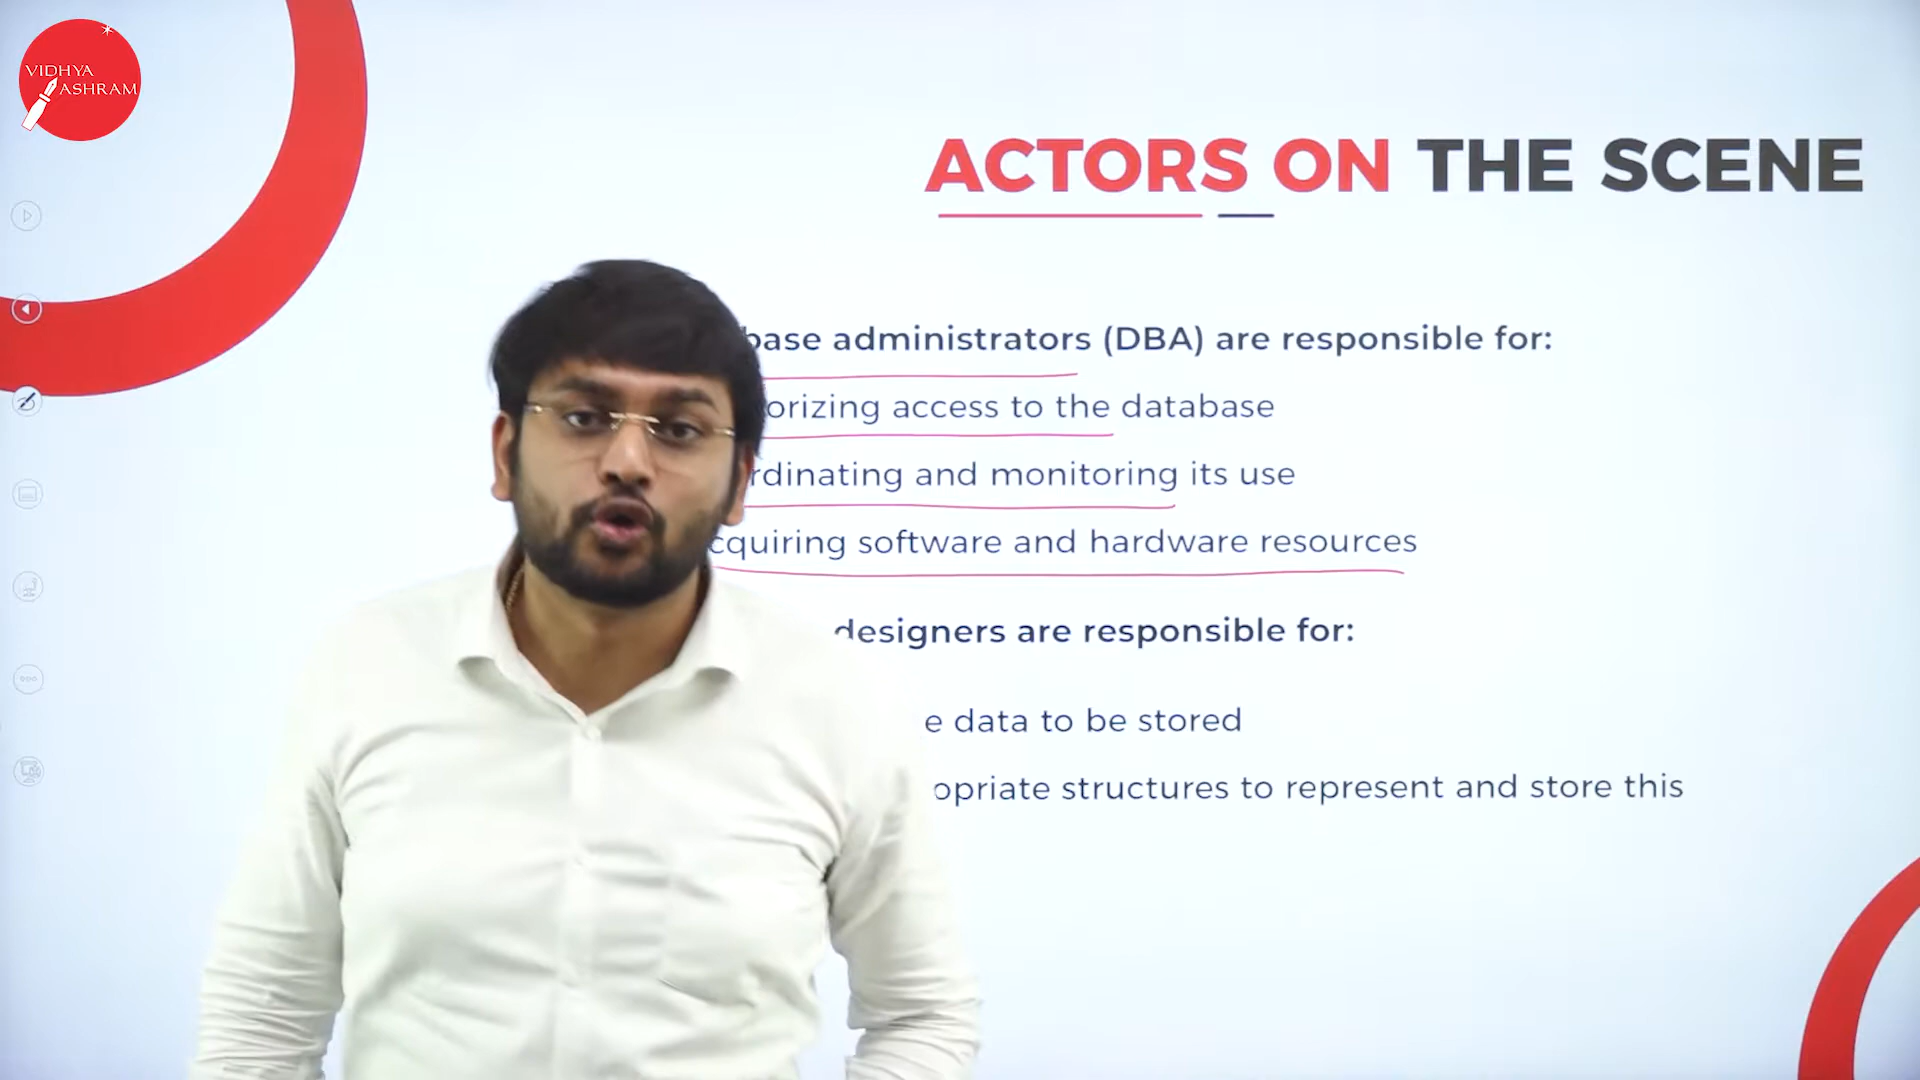 VIDHYA
ASHRAM
ACTORS ON THE SCENE
base administrators (DBA) are responsible for:
orizing access to the database
rdinating and monitoring its use
cquiring software and hardware resources
designers are responsible for:
e data to be stored
opriate structures to represent and store this